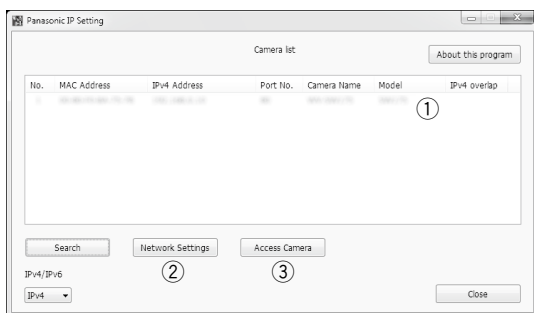 Panasonic IP Setting
Camera list
About this program
No. MAC Address IPv4 Address Port No. Camera Name Model IPv4 overlap
①
Search Network Settings Access Camera
② ③
IPv4/IPv6
IPv4 Close